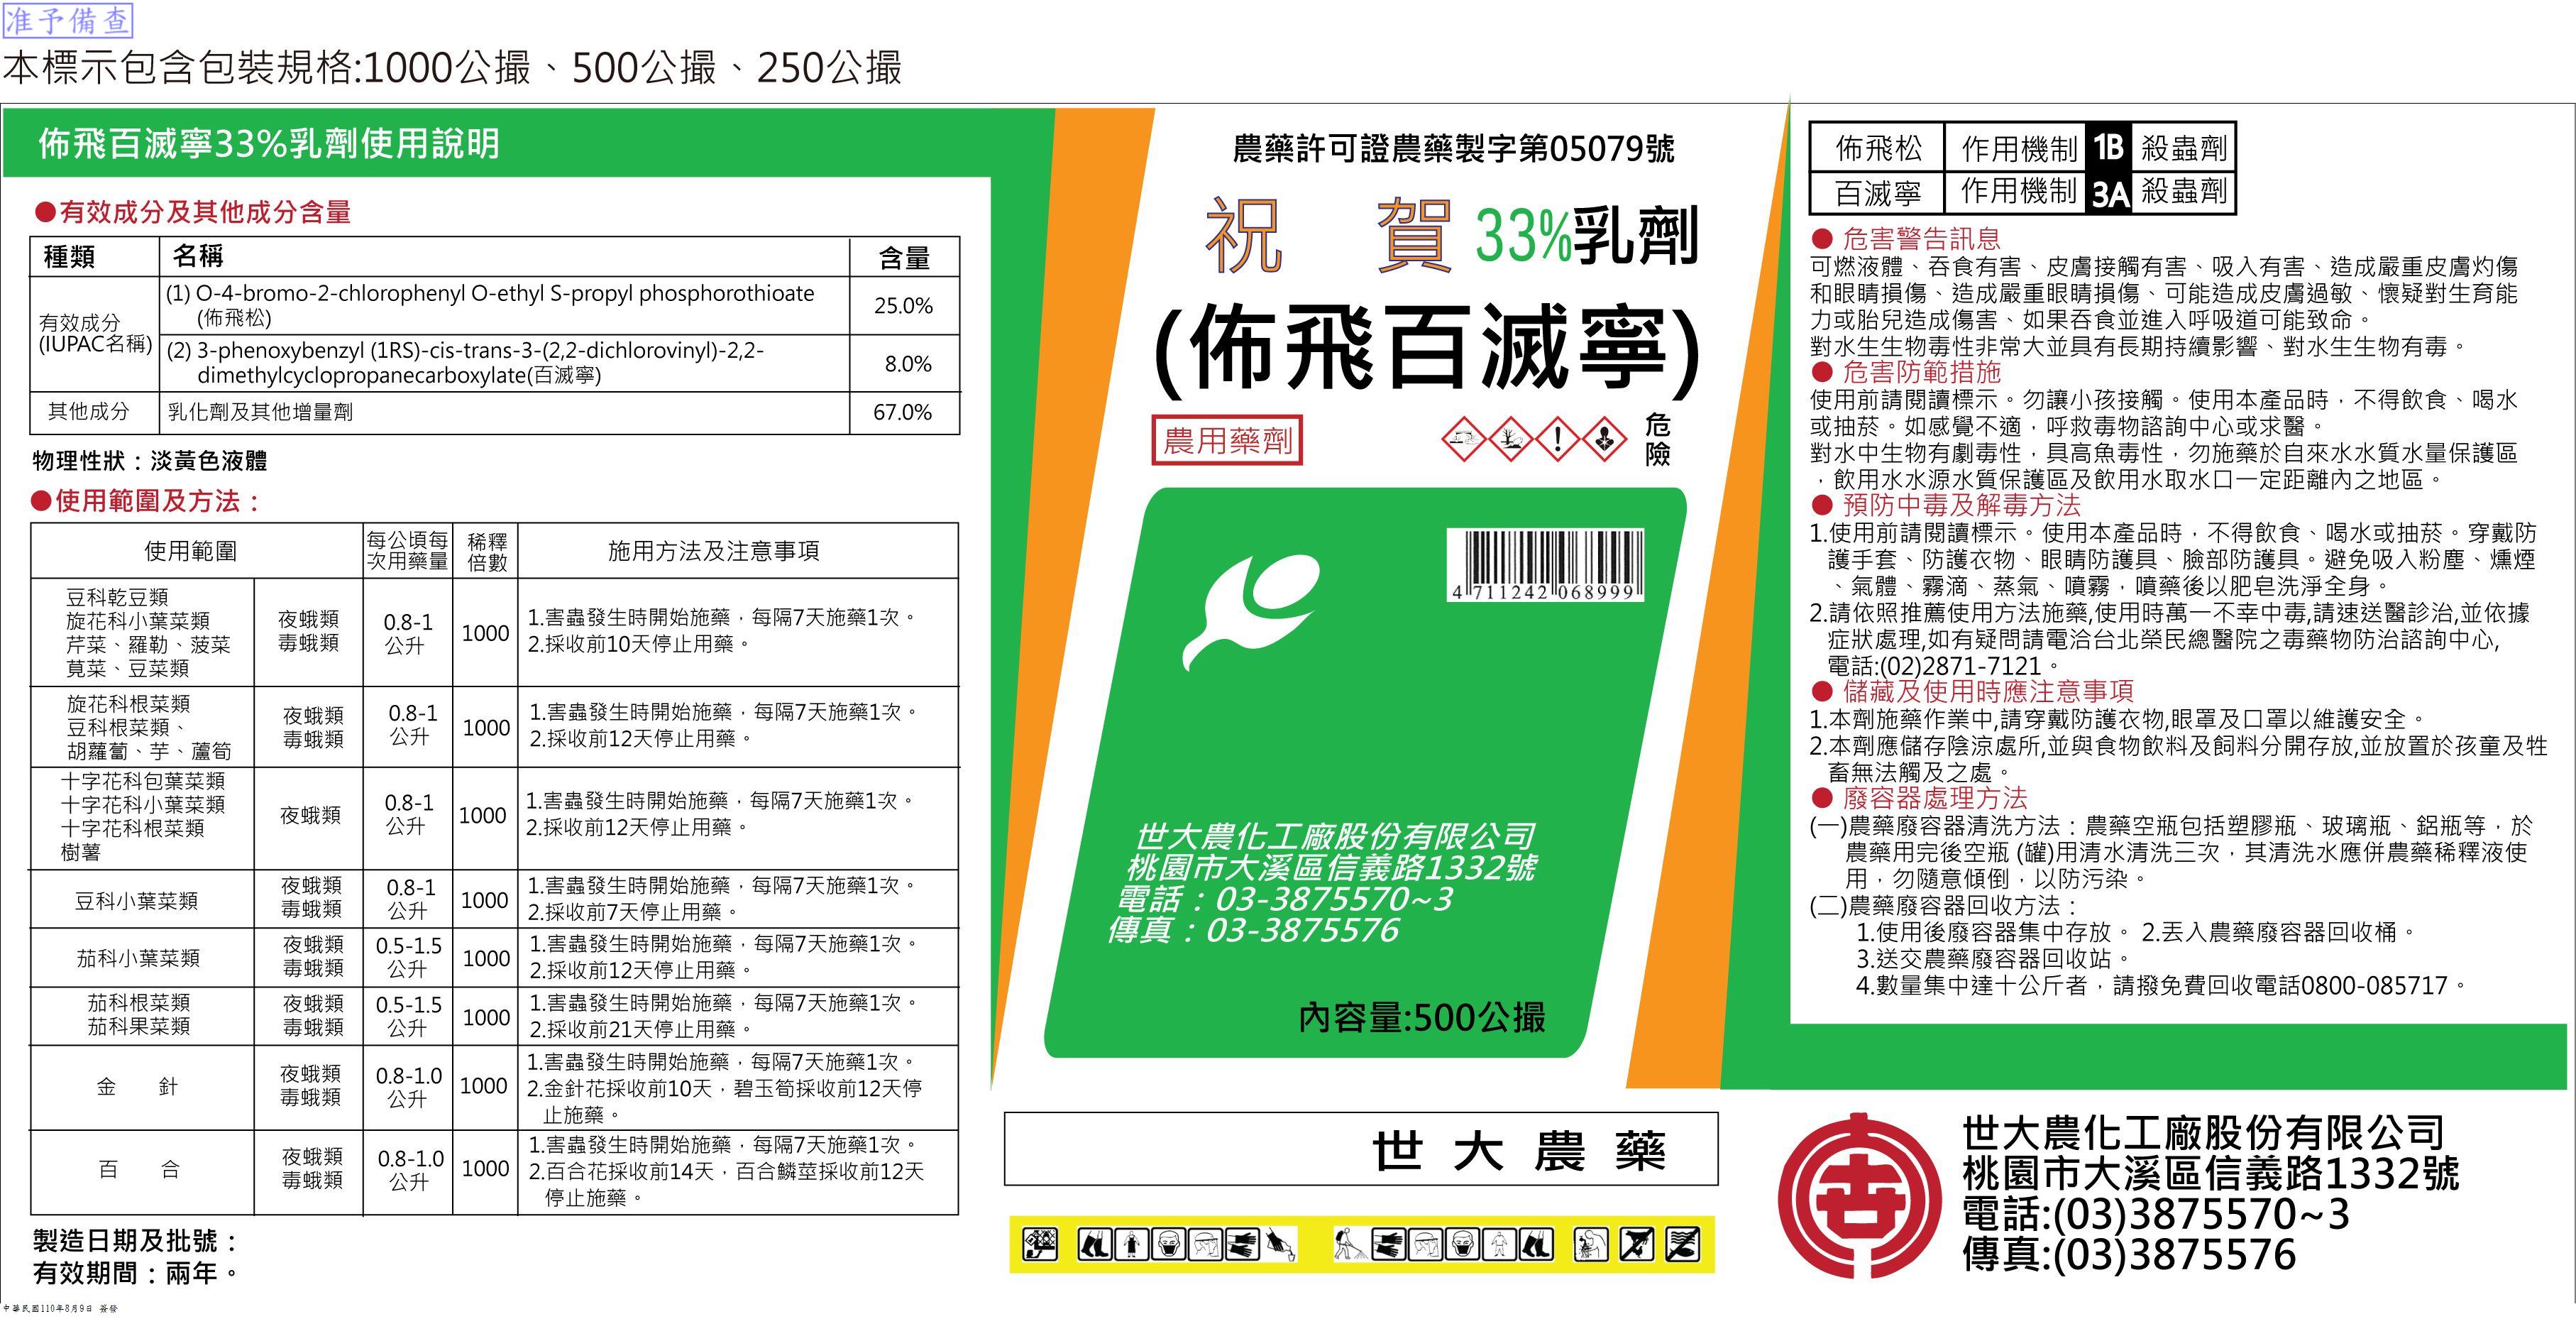 准予備查
本標示包含包裝規格:1000公撮、500公撮、250公撮
佈飛百滅寧33%乳劑使用說明
●有效成分及其他成分含量
種類 名稱 含量
有效成分
(IUPAC名稱)
(1) O-4-bromo-2-chlorophenyl O-ethyl S-propyl phosphorothioate
(佈飛松)
25.0%
(2) 3-phenoxybenzyl (1RS)-cis-trans-3-(2,2-dichlorovinyl)-2,2-
dimethylcyclopropanecarboxylate(百滅寧)
8.0%
其他成分 乳化劑及其他增量劑 67.0%
物理性狀：淡黃色液體
●使用範圍及方法：
使用範圍 每公頃每次用藥量 稀釋倍數 施用方法及注意事項
豆科乾豆類
旋花科小葉菜類
芹菜、羅勒、菠菜
莧菜、豆菜類
夜蛾類
毒蛾類
0.8-1
公升
1000
1.害蟲發生時開始施藥，每隔7天施藥1次。
2.採收前10天停止用藥。
旋花科根菜類
豆科根菜類、
胡蘿蔔、芋、蘆筍
夜蛾類
毒蛾類
0.8-1
公升
1000
1.害蟲發生時開始施藥，每隔7天施藥1次。
2.採收前12天停止用藥。
十字花科包葉菜類
十字花科小葉菜類
十字花科根菜類
樹薯
夜蛾類
0.8-1
公升
1000
1.害蟲發生時開始施藥，每隔7天施藥1次。
2.採收前12天停止用藥。
豆科小葉菜類
夜蛾類
毒蛾類
0.8-1
公升
1000
1.害蟲發生時開始施藥，每隔7天施藥1次。
2.採收前7天停止用藥。
茄科小葉菜類
夜蛾類
毒蛾類
0.5-1.5
公升
1000
1.害蟲發生時開始施藥，每隔7天施藥1次。
2.採收前12天停止用藥。
茄科根菜類
茄科果菜類
夜蛾類
毒蛾類
0.5-1.5
公升
1000
1.害蟲發生時開始施藥，每隔7天施藥1次。
2.採收前21天停止用藥。
金 針
夜蛾類
毒蛾類
0.8-1.0
公升
1000
1.害蟲發生時開始施藥，每隔7天施藥1次。
2.金針花採收前10天，碧玉筍採收前12天停
止施藥。
百 合
夜蛾類
毒蛾類
0.8-1.0
公升
1000
1.害蟲發生時開始施藥，每隔7天施藥1次。
2.百合花採收前14天，百合鱗莖採收前12天
停止施藥。
製造日期及批號：
有效期間：兩年。
中華民國110年8月9日 簽發
農藥許可證農藥製字第05079號
祝 賀 33%乳劑
(佈飛百滅寧)
農用藥劑
危險
4 711242 068999
世大農化工廠股份有限公司
桃園市大溪區信義路1332號
電話：03-3875570~3
傳真：03-3875576
內容量:500公撮
世大農藥
佈飛松 作用機制 1B 殺蟲劑
百滅寧 作用機制 3A 殺蟲劑
● 危害警告訊息
可燃液體、吞食有害、皮膚接觸有害、吸入有害、造成嚴重皮膚灼傷
和眼睛損傷、造成嚴重眼睛損傷、可能造成皮膚過敏、懷疑對生育能
力或胎兒造成傷害、如果吞食並進入呼吸道可能致命。
對水生生物毒性非常大並具有長期持續影響、對水生生物有毒。
● 危害防範措施
使用前請閱讀標示。勿讓小孩接觸。使用本產品時，不得飲食、喝水
或抽菸。如感覺不適，呼救毒物諮詢中心或求醫。
對水中生物有劇毒性，具高魚毒性，勿施藥於自來水水質水量保護區
，飲用水水源水質保護區及飲用水取水口一定距離內之地區。
● 預防中毒及解毒方法
1.使用前請閱讀標示。使用本產品時，不得飲食、喝水或抽菸。穿戴防
護手套、防護衣物、眼睛防護具、臉部防護具。避免吸入粉塵、燻煙
、氣體、霧滴、蒸氣、噴霧，噴藥後以肥皂洗淨全身。
2.請依照推薦使用方法施藥,使用時萬一不幸中毒,請速送醫診治,並依據
症狀處理,如有疑問請電洽台北榮民總醫院之毒藥物防治諮詢中心,
電話:(02)2871-7121。
● 儲藏及使用時應注意事項
1.本劑施藥作業中,請穿戴防護衣物,眼罩及口罩以維護安全。
2.本劑應儲存陰涼處所,並與食物飲料及飼料分開存放,並放置於孩童及牲
畜無法觸及之處。
● 廢容器處理方法
(一)農藥廢容器清洗方法：農藥空瓶包括塑膠瓶、玻璃瓶、鋁瓶等，於
農藥用完後空瓶 (罐)用清水清洗三次，其清洗水應併農藥稀釋液使
用，勿隨意傾倒，以防污染。
(二)農藥廢容器回收方法：
1.使用後廢容器集中存放。 2.丟入農藥廢容器回收桶。
3.送交農藥廢容器回收站。
4.數量集中達十公斤者，請撥免費回收電話0800-085717。
世大農化工廠股份有限公司
桃園市大溪區信義路1332號
電話:(03)3875570~3
傳真:(03)3875576